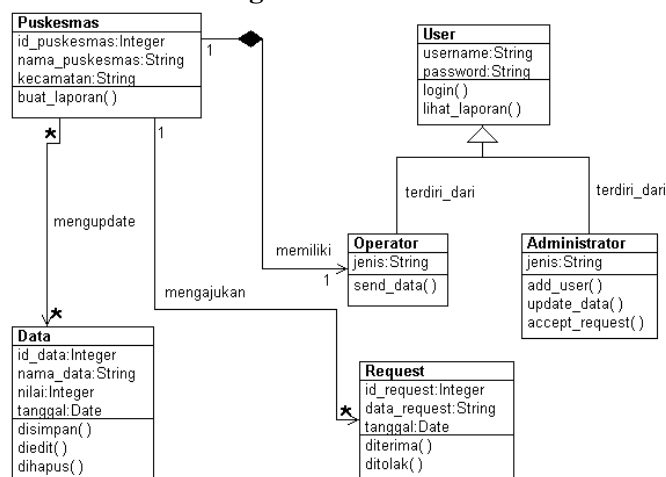 Puskesmas
id_puskesmas:Integer
nama_puskesmas:String
kecamatan:String
buat_laporan()
1
*
1
User
username:String
password:String
login()
lihat_laporan()
terdiri_dari
terdiri_dari
mengupdate
memiliki
1
mengajukan
Operator
jenis:String
send_data()
Administrator
jenis:String
add_user()
update_data()
accept_request()
*
Data
id_data:Integer
nama_data:String
nilai:Integer
tanggal:Date
disimpan()
diedit()
dihapus()
*
Request
id_request:Integer
data_request:String
tanggal:Date
diterima()
ditolak()